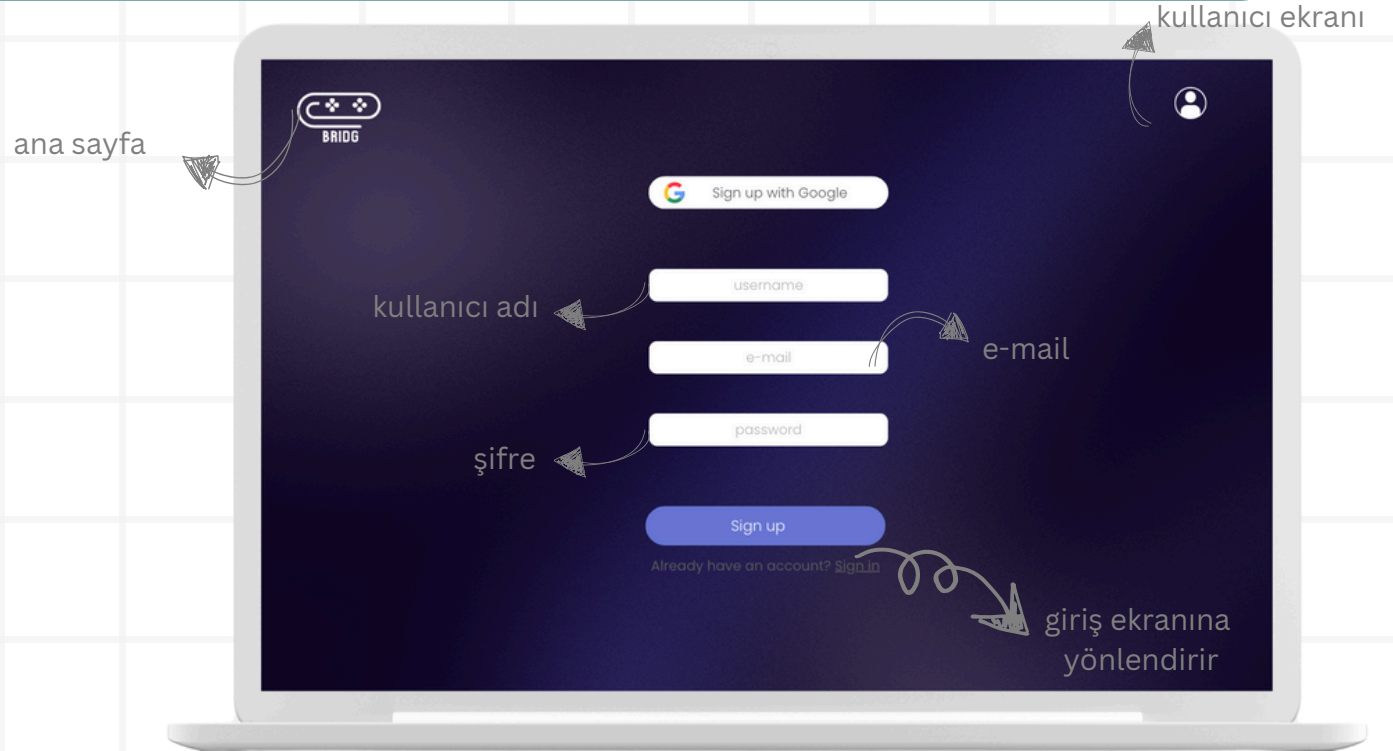 kullanıcı ekranı
BRIDG
ana sayfa
Sign up with Google
username
kullanıcı adı
e-mail
e-mail
password
şifre
Sign up
Already have an account? Sign in
giriş ekranına
yönlendirir